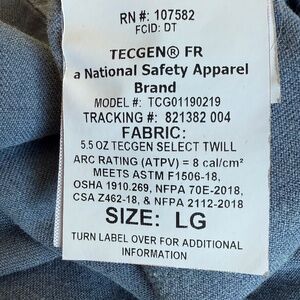 RN #: 107582
FCID: DT
TECGEN® FR
a National Safety Apparel
Brand
MODEL #: TCG01190219
TRACKING #: 821382 004
FABRIC:
5.5 OZ TECGEN SELECT TWILL
ARC RATING (ATPV) = 8 cal/cm²
MEETS ASTM F1506-18,
OSHA 1910.269, NFPA 70E-2018,
CSA Z462-18, & NFPA 2112-2018
SIZE: LG
TURN LABEL OVER FOR ADDITIONAL
INFORMATION